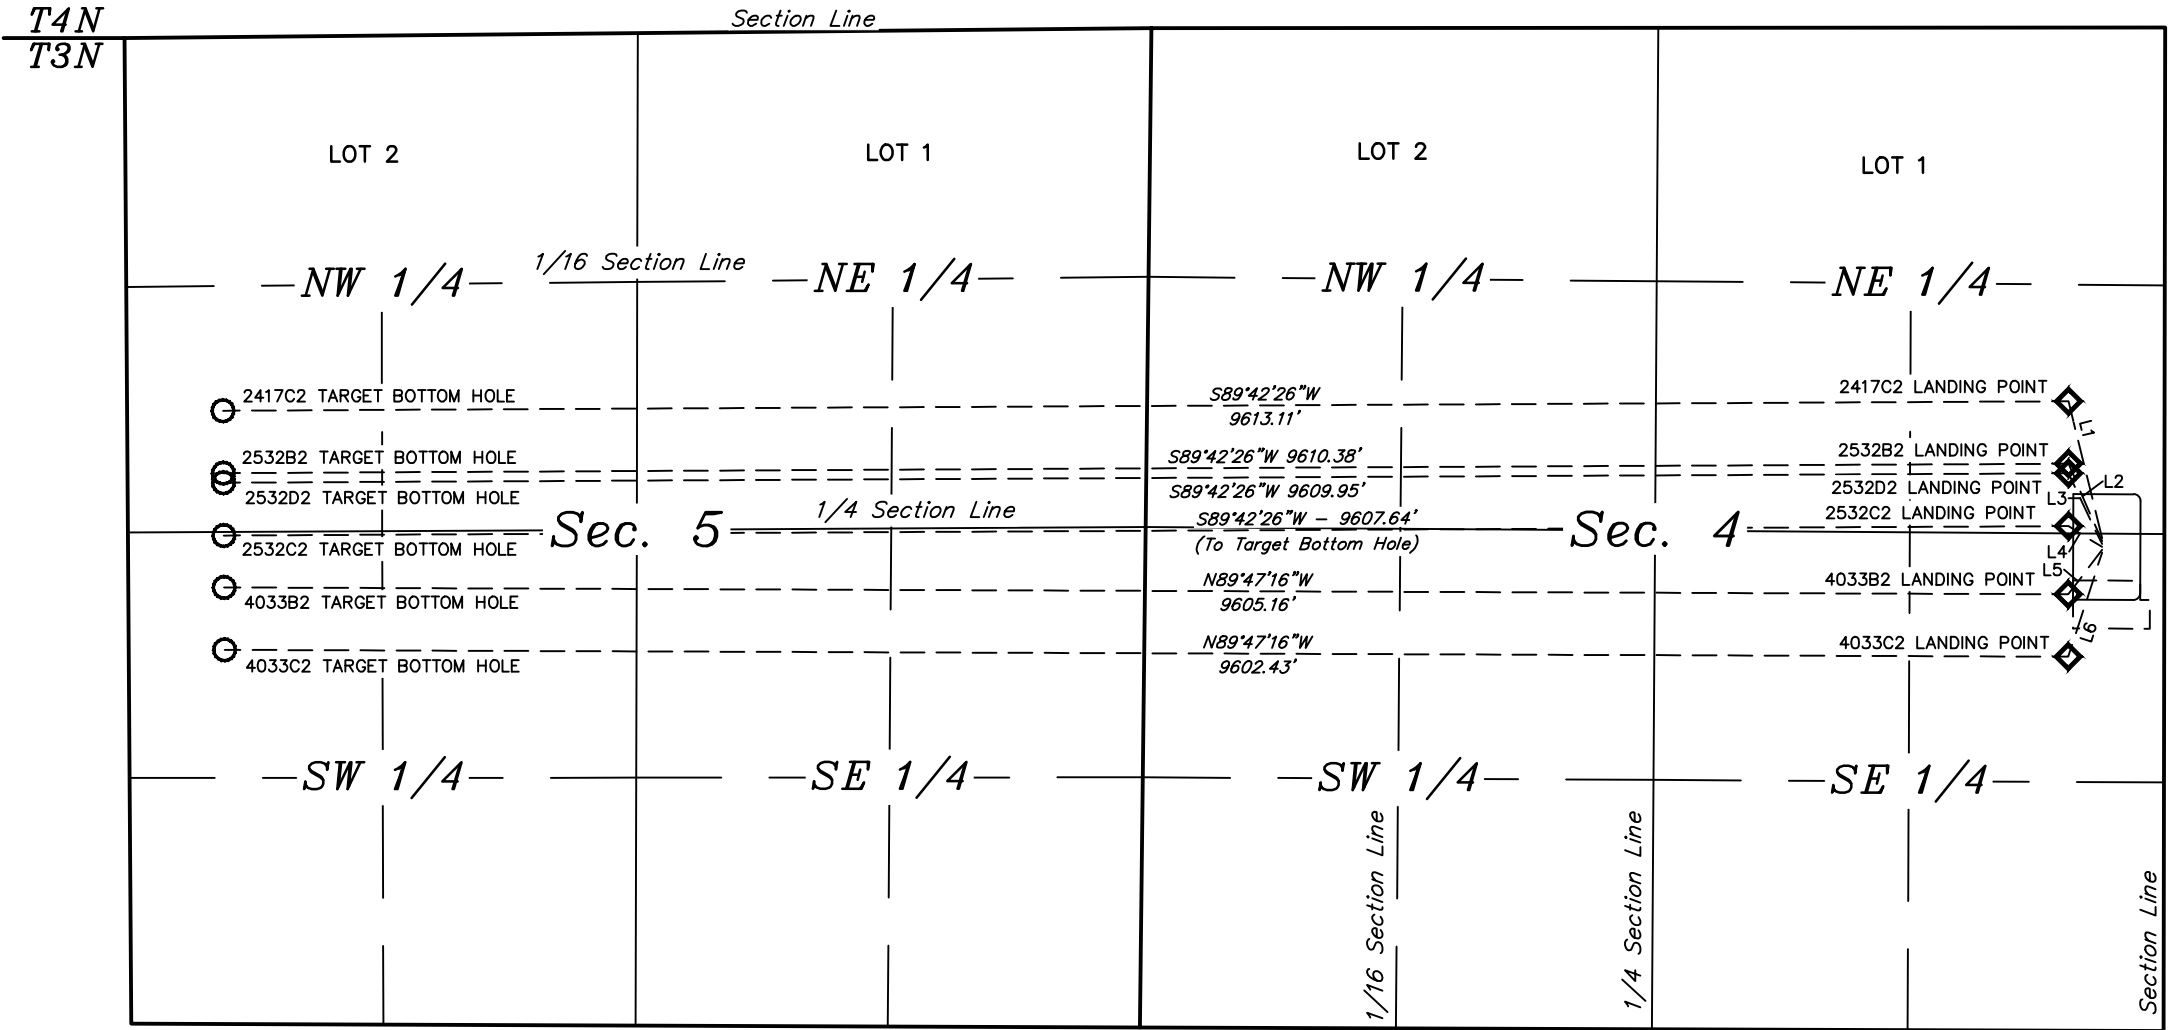 T4N
T3N
Section Line
LOT 2
LOT 1
LOT 2
LOT 1
NW 1/4
1/16 Section Line
NE 1/4
NW 1/4
NE 1/4
2417C2 TARGET BOTTOM HOLE
S89°42'26"W
9613.11'
2417C2 LANDING POINT
L1
2532B2 TARGET BOTTOM HOLE
S89°42'26"W 9610.38'
2532B2 LANDING POINT
2532D2 TARGET BOTTOM HOLE
S89°42'26"W 9609.95'
2532D2 LANDING POINT
L2
L3
1/4 Section Line
Sec. 5
S89°42'26"W – 9607.64'
(To Target Bottom Hole)
Sec. 4
2532C2 LANDING POINT
2532C2 TARGET BOTTOM HOLE
L4
L5
4033B2 TARGET BOTTOM HOLE
N89°47'16"W
9605.16'
4033B2 LANDING POINT
4033C2 TARGET BOTTOM HOLE
N89°47'16"W
9602.43'
4033C2 LANDING POINT
L6
SW 1/4
SE 1/4
SW 1/4
SE 1/4
1/16 Section Line
1/4 Section Line
Section Line